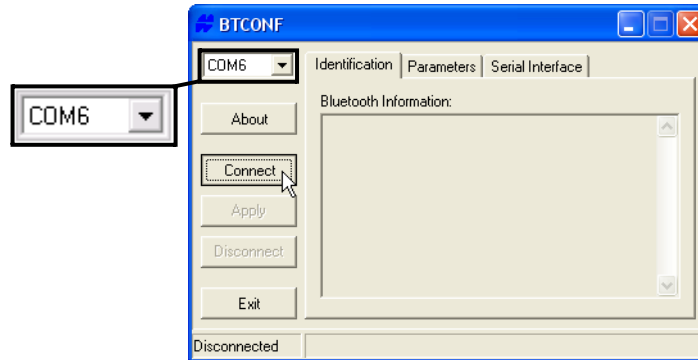 BTCONF
COM6
COM6
Identification Parameters Serial Interface
Bluetooth Information:
About
Connect
Apply
Disconnect
Exit
Disconnected